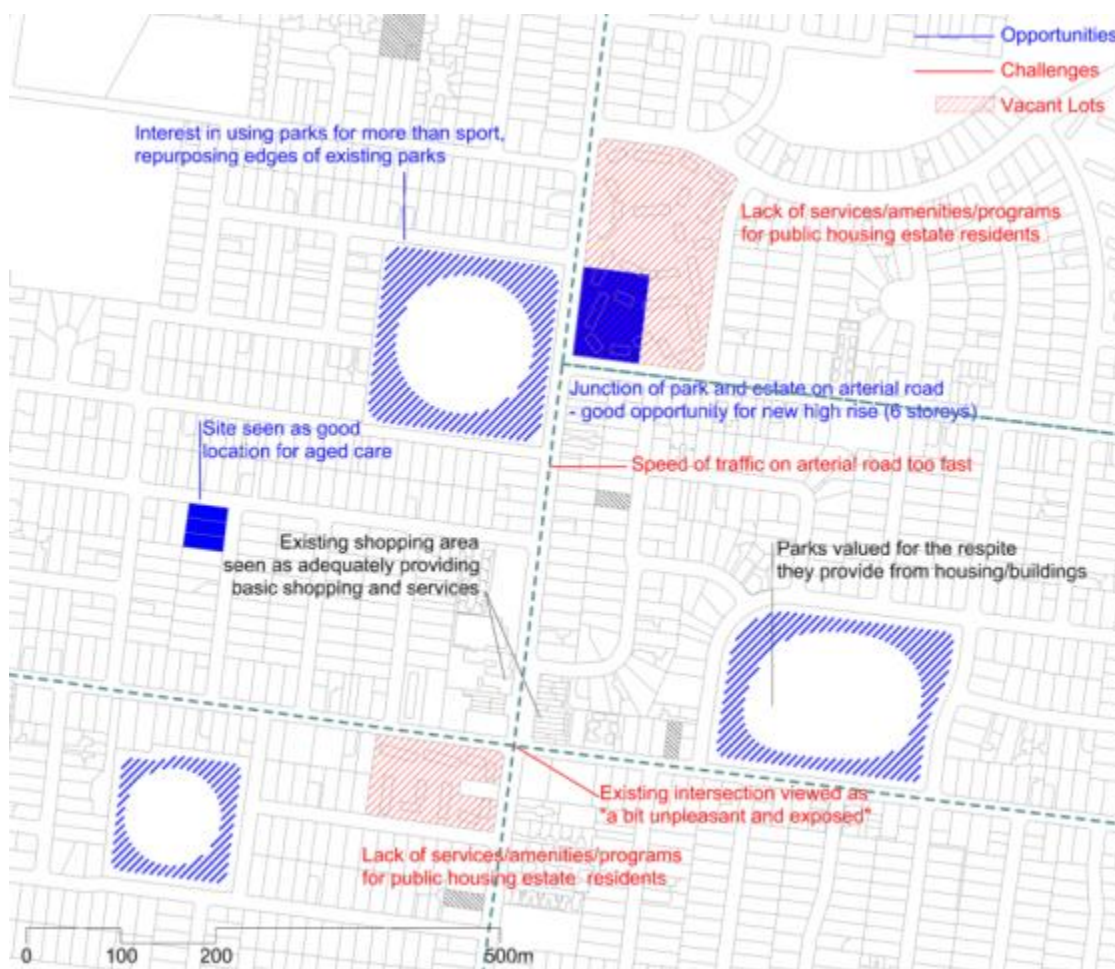 Opportunities
Challenges
Vacant Lots
Interest in using parks for more than sport,
repurposing edges of existing parks
Lack of services/amenities/programs
for public housing estate residents
Junction of park and estate on arterial road
- good opportunity for new high rise (6 storeys)
Site seen as good
location for aged care
Speed of traffic on arterial road too fast
Existing shopping area
seen as adequately providing
basic shopping and services
Parks valued for the respite
they provide from housing/buildings
Existing intersection viewed as
"a bit unpleasant and exposed"
Lack of services/amenities/programs
for public housing estate residents
0 100 200 500m